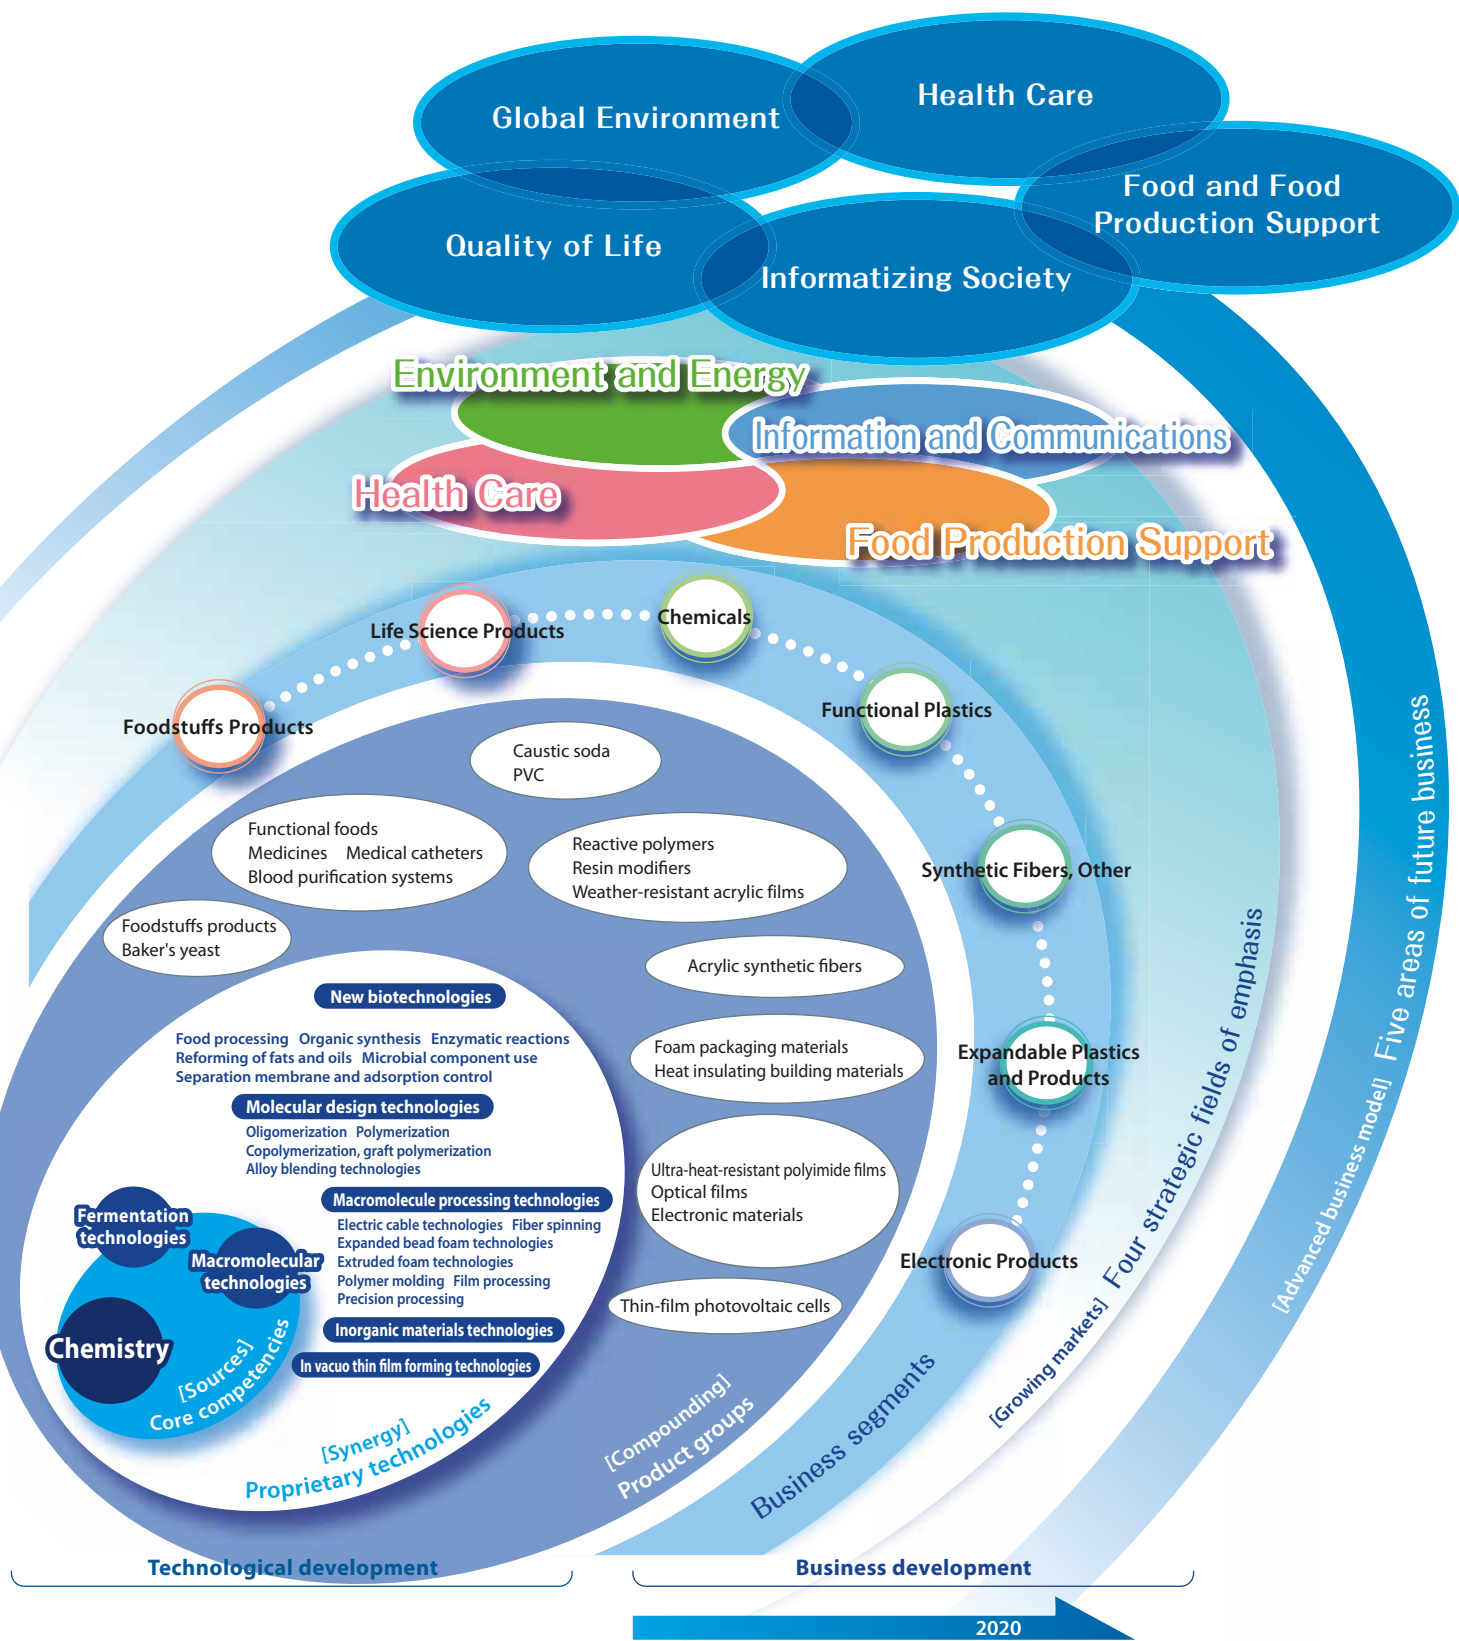 Global Environment
Health Care
Food and Food
Production Support
Quality of Life
Informatizing Society
Environment and Energy
Information and Communications
Health Care
Food Production Support
Foodstuffs Products
Life Science Products
Chemicals
Functional Plastics
Synthetic Fibers, Other
Expandable Plastics
and Products
Electronic Products
Caustic soda
PVC
Functional foods
Medicines Medical catheters
Blood purification systems
Reactive polymers
Resin modifiers
Weather-resistant acrylic films
Foodstuffs products
Baker's yeast
Acrylic synthetic fibers
Foam packaging materials
Heat insulating building materials
Ultra-heat-resistant polyimide films
Optical films
Electronic materials
Thin-film photovoltaic cells
New biotechnologies
Food processing Organic synthesis Enzymatic reactions
Reforming of fats and oils Microbial component use
Separation membrane and adsorption control
Molecular design technologies
Oligomerization Polymerization
Copolymerization, graft polymerization
Alloy blending technologies
Macromolecule processing technologies
Electric cable technologies Fiber spinning
Expanded bead foam technologies
Extruded foam technologies
Polymer molding Film processing
Precision processing
Inorganic materials technologies
In vacuo thin film forming technologies
Fermentation
technologies
Macromolecular
technologies
Chemistry
[Sources]
Core competencies
[Synergy]
Proprietary technologies
[Compounding]
Product groups
Business segments
[Growing markets] Four strategic fields of emphasis
[Advanced business model] Five areas of future business
Technological development
Business development
2020